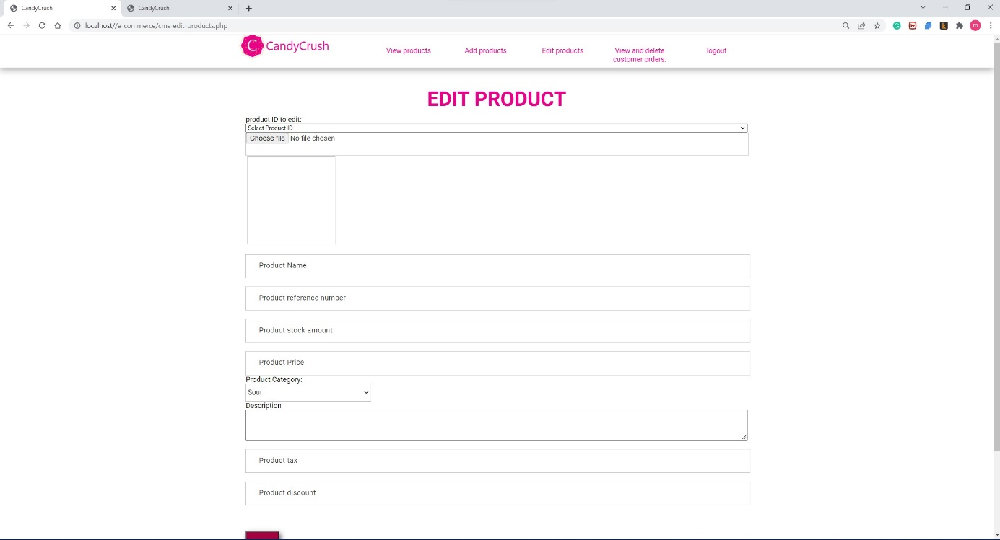 CandyCrush
CandyCrush
localhost//e-commerce/cms-edit-products.php
m
C CandyCrush
View products
Add products
Edit products
View and delete
customer orders.
logout
EDIT PRODUCT
product ID to edit:
Select Product ID
Choose file No file chosen
Product Name
Product reference number
Product stock amount
Product Price
Product Category:
Sour
Description
Product tax
Product discount